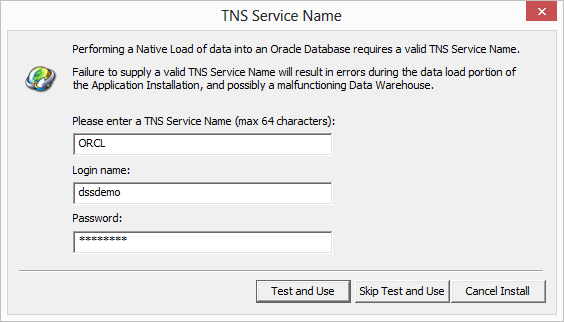 TNS Service Name
Performing a Native Load of data into an Oracle Database requires a valid TNS Service Name.
Failure to supply a valid TNS Service Name will result in errors during the data load portion of
the Application Installation, and possibly a malfunctioning Data Warehouse.
Please enter a TNS Service Name (max 64 characters):
ORCL
Login name:
dssdemo
Password:
********
Test and Use Skip Test and Use Cancel Install